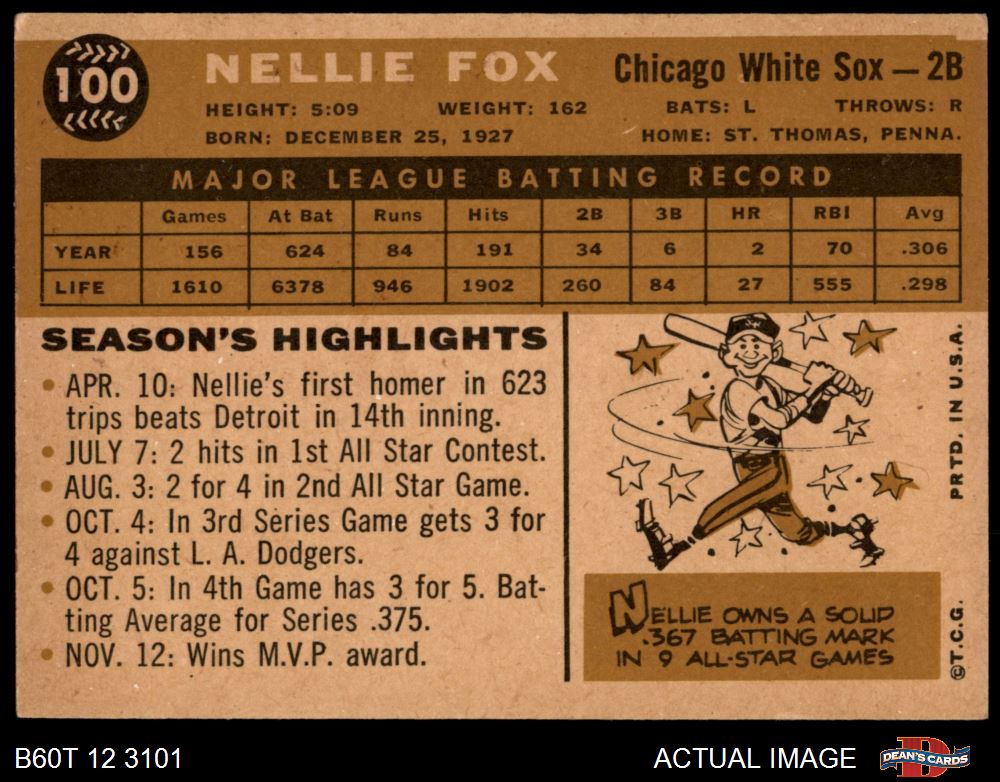 100
NELLIE FOX
Chicago White Sox — 2B
HEIGHT: 5:09 WEIGHT: 162 BATS: L THROWS: R
BORN: DECEMBER 25, 1927 HOME: ST. THOMAS, PENNA.
MAJOR LEAGUE BATTING RECORD
Games At Bat Runs Hits 2B 3B HR RBI Avg
YEAR 156 624 84 191 34 6 2 70 .306
LIFE 1610 6378 946 1902 260 84 27 555 .298
SEASON'S HIGHLIGHTS
• APR. 10: Nellie's first homer in 623
trips beats Detroit in 14th inning.
• JULY 7: 2 hits in 1st All Star Contest.
• AUG. 3: 2 for 4 in 2nd All Star Game.
• OCT. 4: In 3rd Series Game gets 3 for
4 against L. A. Dodgers.
• OCT. 5: In 4th Game has 3 for 5. Bat-
ting Average for Series .375.
• NOV. 12: Wins M.V.P. award.
NELLIE OWNS A SOLID
.367 BATTING MARK
IN 9 ALL-STAR GAMES
©T.C.G. PRTD. IN U.S.A.
B60T 12 3101
ACTUAL IMAGE
DEAN'S CARDS